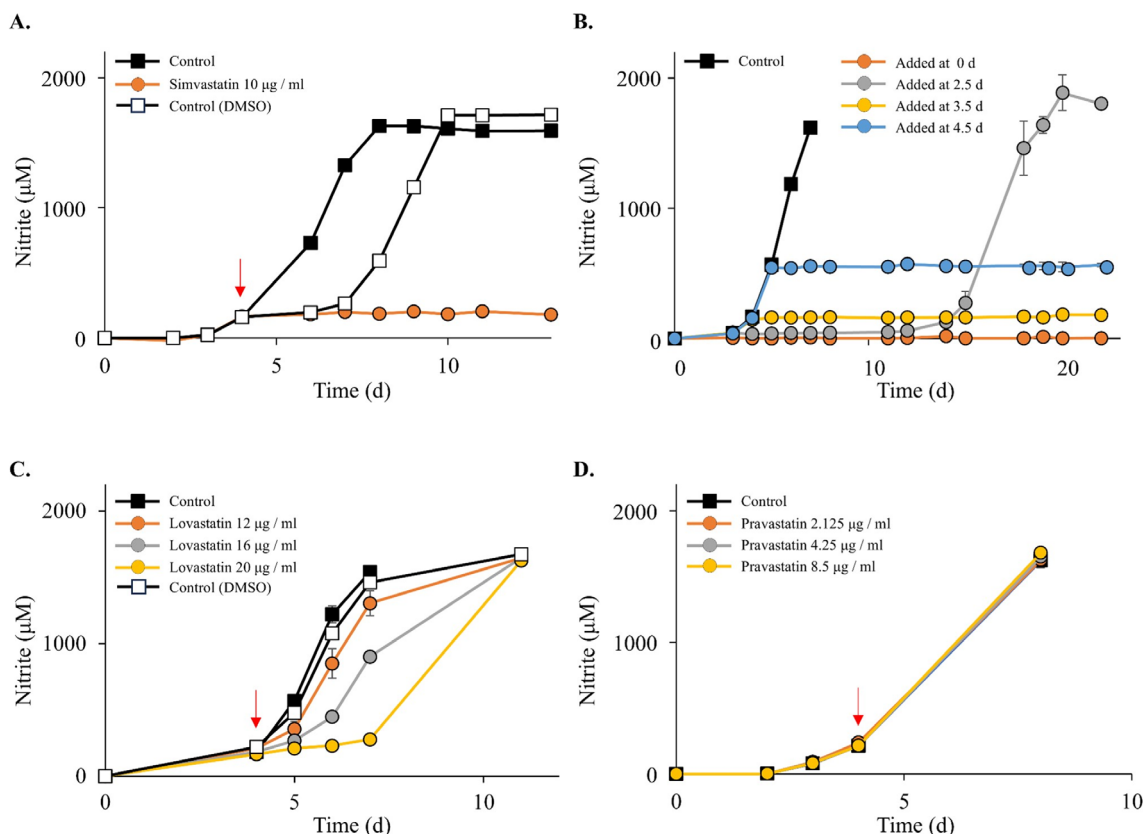 A.
Control
Simvastatin 10 μg / ml
Control (DMSO)
2000
1000
0
Nitrite (μM)
0
5
10
Time (d)
B.
Control
Added at 0 d
Added at 2.5 d
Added at 3.5 d
Added at 4.5 d
2000
1000
0
Nitrite (μM)
0
10
20
Time (d)
C.
Control
Lovastatin 12 μg / ml
Lovastatin 16 μg / ml
Lovastatin 20 μg / ml
Control (DMSO)
2000
1000
0
Nitrite (μM)
0
5
10
Time (d)
D.
Control
Pravastatin 2.125 μg / ml
Pravastatin 4.25 μg / ml
Pravastatin 8.5 μg / ml
2000
1000
0
Nitrite (μM)
0
5
10
Time (d)